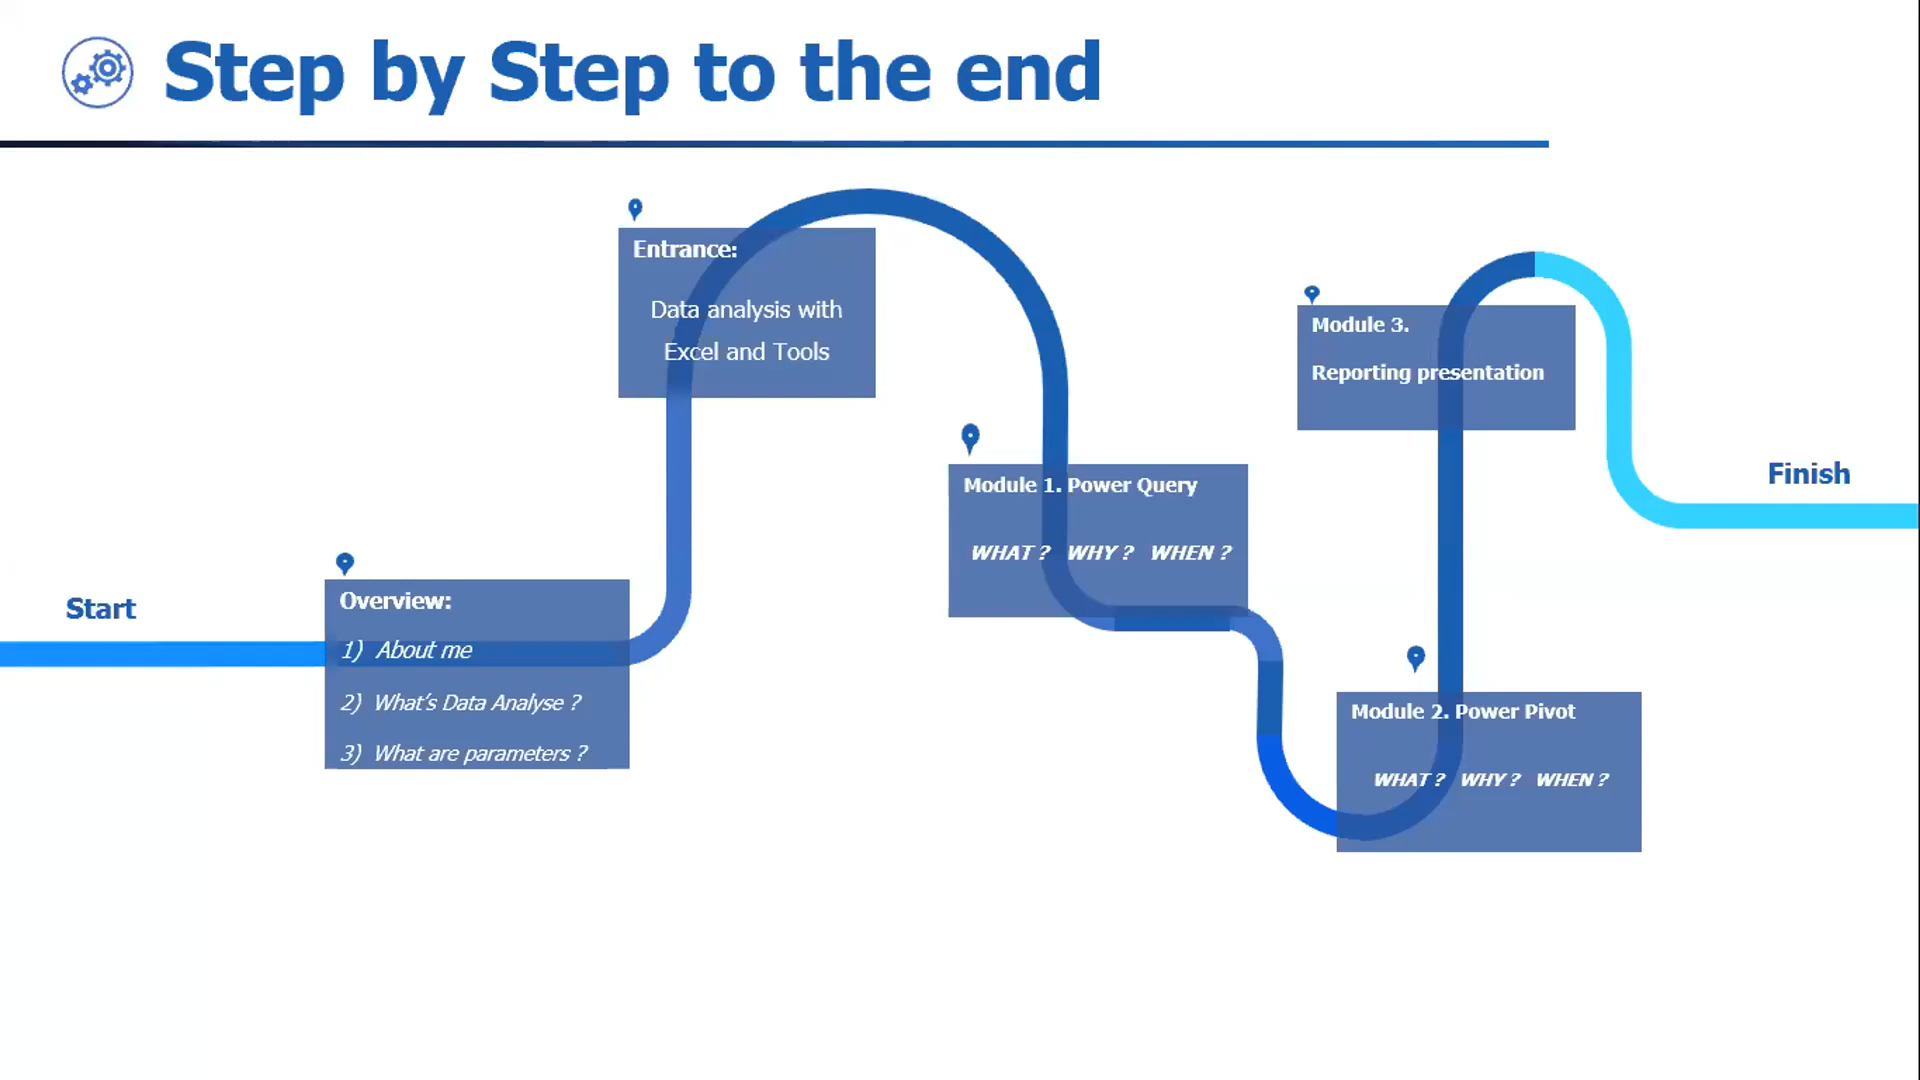 Step by Step to the end
Start
Overview:
1) About me
2) What's Data Analyse ?
3) What are parameters ?
Entrance:
Data analysis with
Excel and Tools
Module 1. Power Query
WHAT ? WHY ? WHEN ?
Module 2. Power Pivot
WHAT ? WHY ? WHEN ?
Module 3.
Reporting presentation
Finish